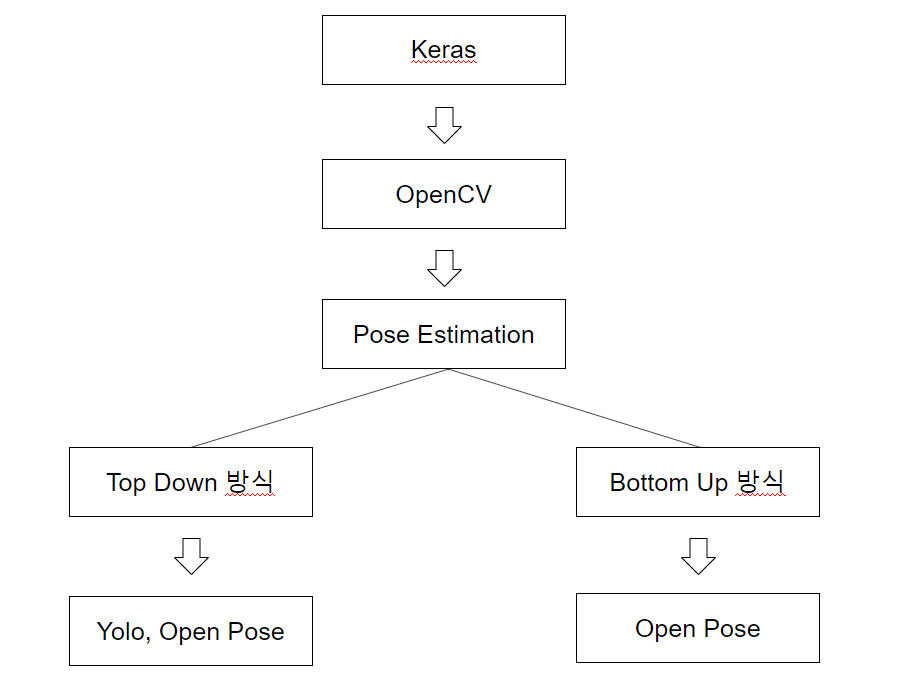 Keras
OpenCV
Pose Estimation
Top Down 방식
Bottom Up 방식
Yolo, Open Pose
Open Pose